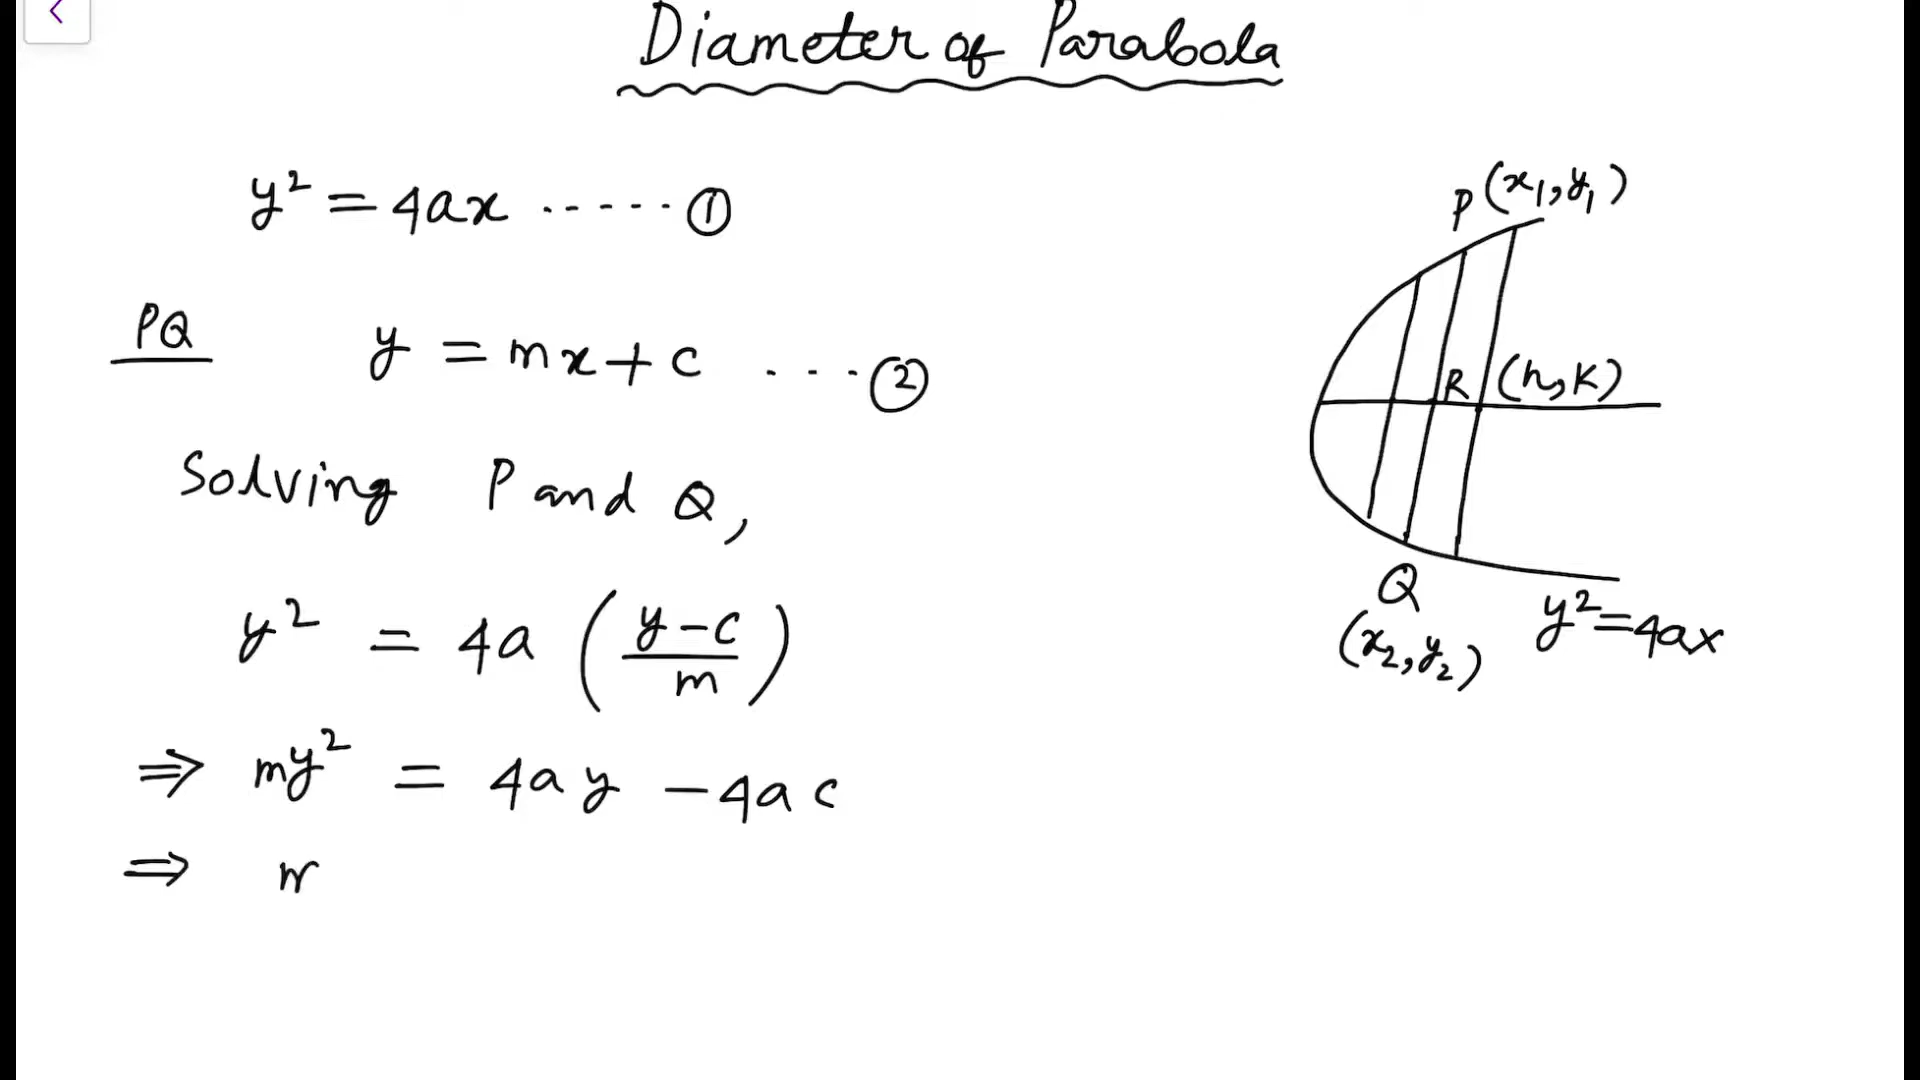 Diameter of Parabola
y² = 4ax ...... ①
PQ y = mx + c ... ②
Solving P and Q,
y² = 4a ( (y-c)/m )
⇒ my² = 4ay - 4ac
⇒ m
P (x₁, y₁)
R (h, K)
Q
(x₂, y₂)
y² = 4ax